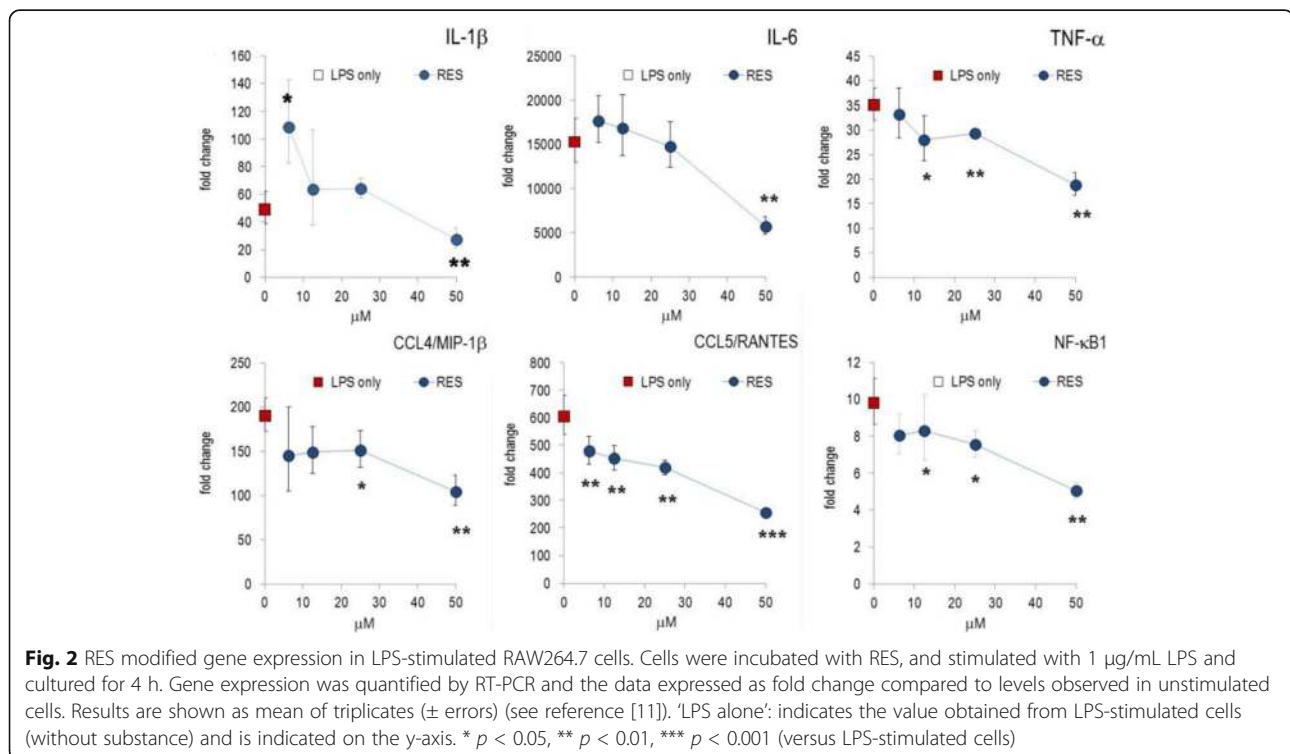 IL-1β
LPS only RES
160
140
120
100
80
60
40
20
0
fold change
*
**
0 10 20 30 40 50
μM
IL-6
LPS only RES
25000
20000
15000
10000
5000
0
fold change
**
0 10 20 30 40 50
μM
TNF-α
LPS only RES
45
40
35
30
25
20
15
10
5
0
fold change
*
**
**
0 10 20 30 40 50
μM
CCL4/MIP-1β
LPS only RES
250
200
150
100
50
0
fold change
*
**
0 10 20 30 40 50
μM
CCL5/RANTES
LPS only RES
800
700
600
500
400
300
200
100
0
fold change
** ** **
***
0 10 20 30 40 50
μM
NF-κB1
LPS only RES
12
10
8
6
4
2
0
fold change
* *
**
0 10 20 30 40 50
μM
Fig. 2 RES modified gene expression in LPS-stimulated RAW264.7 cells. Cells were incubated with RES, and stimulated with 1 μg/mL LPS and
cultured for 4 h. Gene expression was quantified by RT-PCR and the data expressed as fold change compared to levels observed in unstimulated
cells. Results are shown as mean of triplicates (± errors) (see reference [11]). ‘LPS alone’: indicates the value obtained from LPS-stimulated cells
(without substance) and is indicated on the y-axis. * p < 0.05, ** p < 0.01, *** p < 0.001 (versus LPS-stimulated cells)